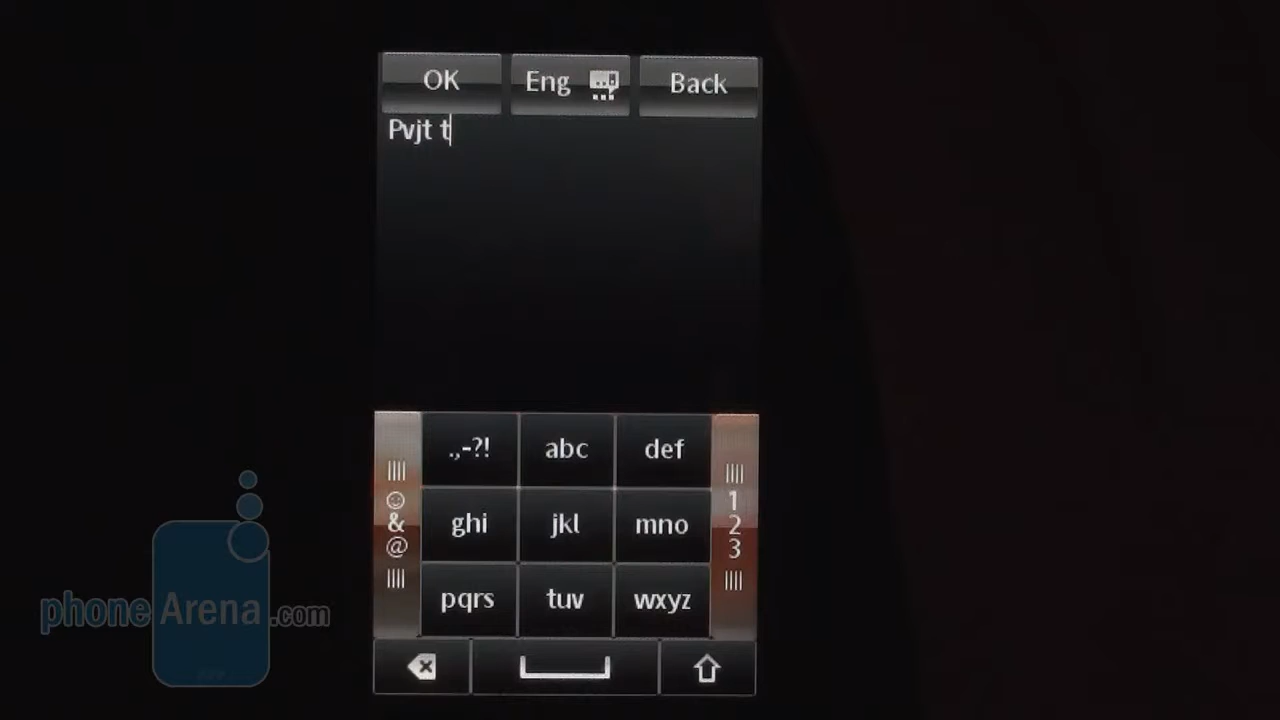 OK Eng Back
Pvjt t
.,-?! abc def
☺ & @ ghi jkl mno 1 2 3
pqrs tuv wxyz
phoneArena.com